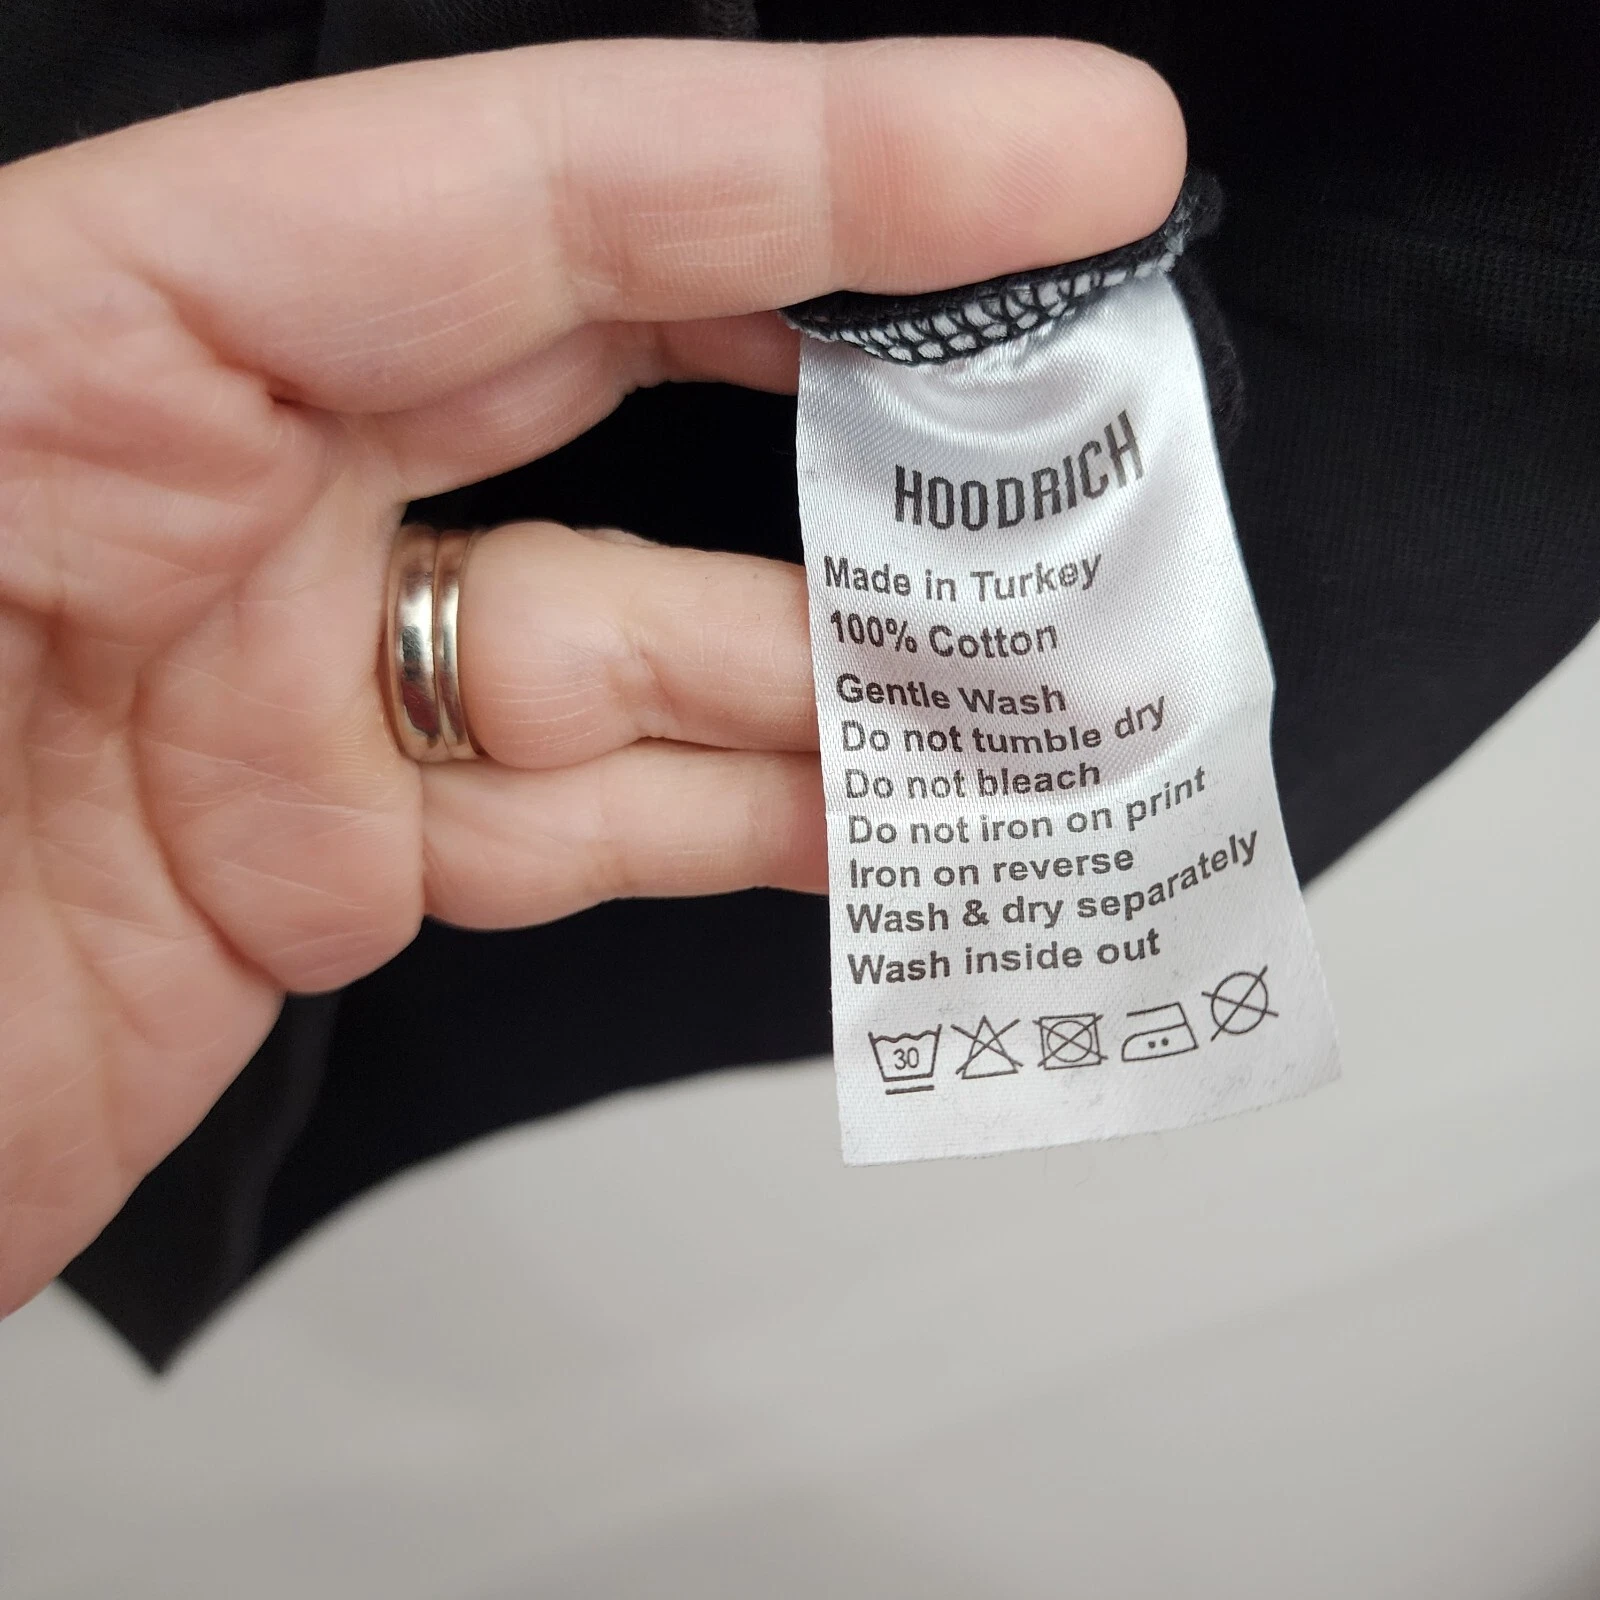 HOODRICH
Made in Turkey
100% Cotton
Gentle Wash
Do not tumble dry
Do not bleach
Do not iron on print
Iron on reverse
Wash & dry separately
Wash inside out
30